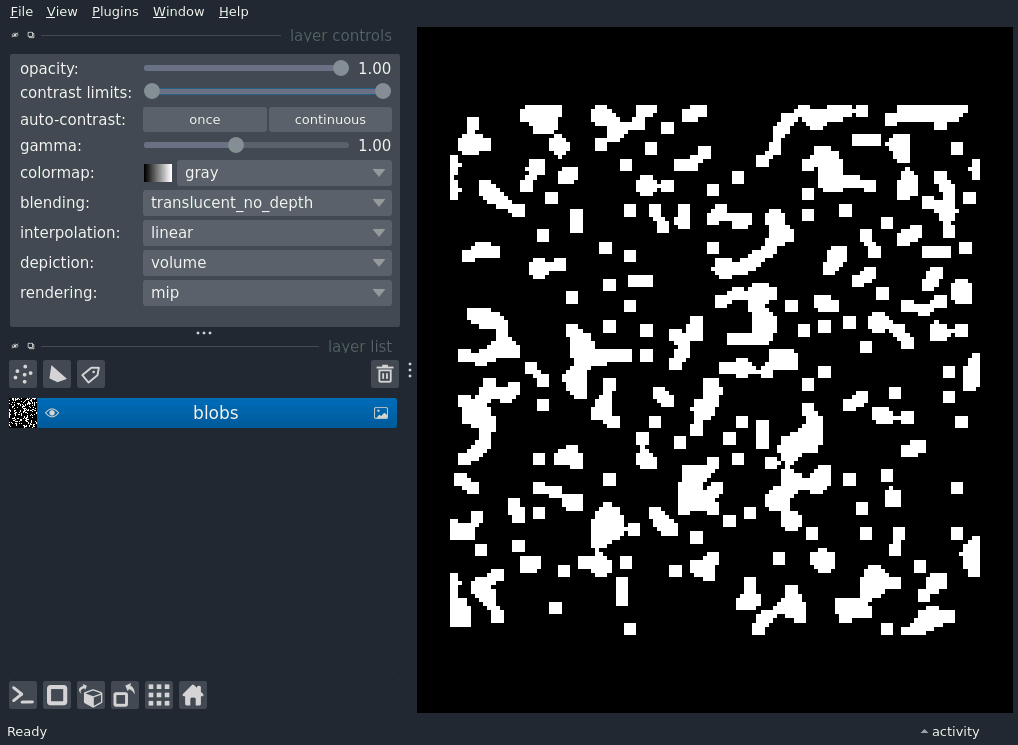 File View Plugins Window Help
layer controls
opacity: 1.00
contrast limits:
auto-contrast: once continuous
gamma: 1.00
colormap: gray
blending: translucent_no_depth
interpolation: linear
depiction: volume
rendering: mip
layer list
blobs
Ready activity